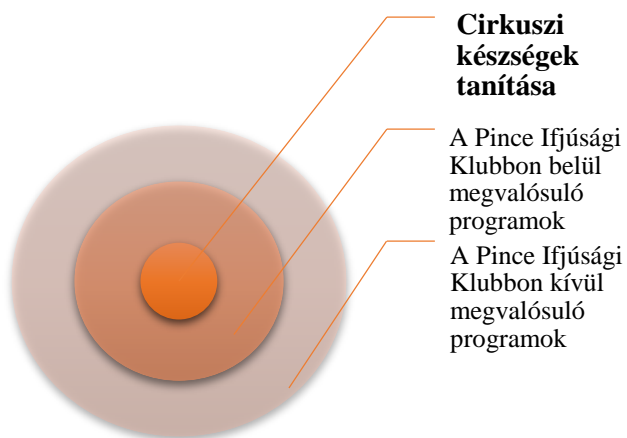 Cirkuszi
készségek
tanítása
A Pince Ifjúsági
Klubbon belül
megvalósuló
programok
A Pince Ifjúsági
Klubbon kívül
megvalósuló
programok